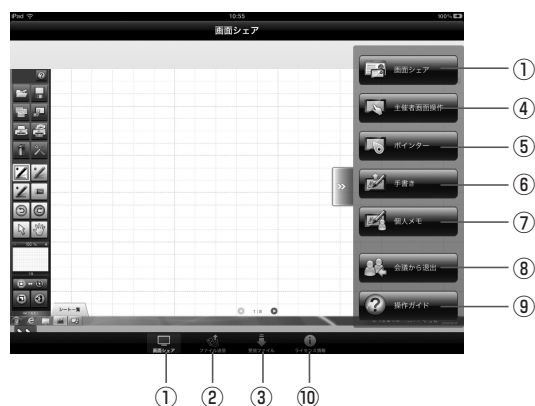 iPad 10:55 100%
画面シェア
画面シェア ①
主催者画面操作 ④
ポインター ⑤
手書き ⑥
»
個人メモ ⑦
100 %
会議から退出 ⑧
操作ガイド ⑨
シート一覧 1 / 8
画面シェア ファイル送信 受信ファイル ライセンス情報
① ② ③ ⑩